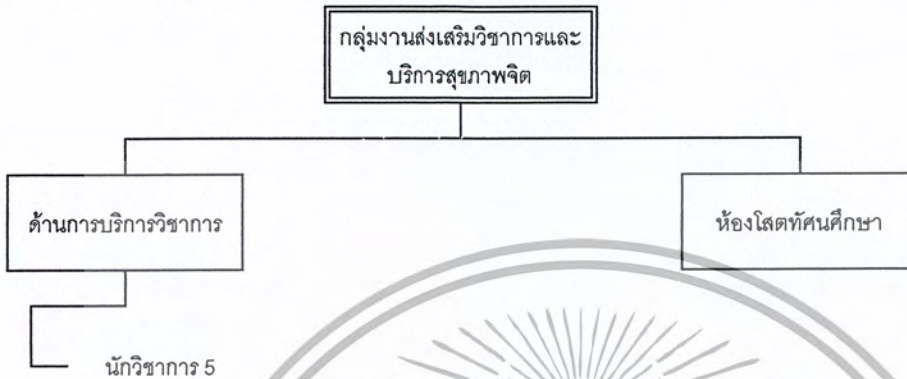 กลุ่มงานส่งเสริมวิชาการและ
บริการสุขภาพจิต
ด้านการบริการวิชาการ
ห้องโสตทัศนศึกษา
นักวิชาการ 5